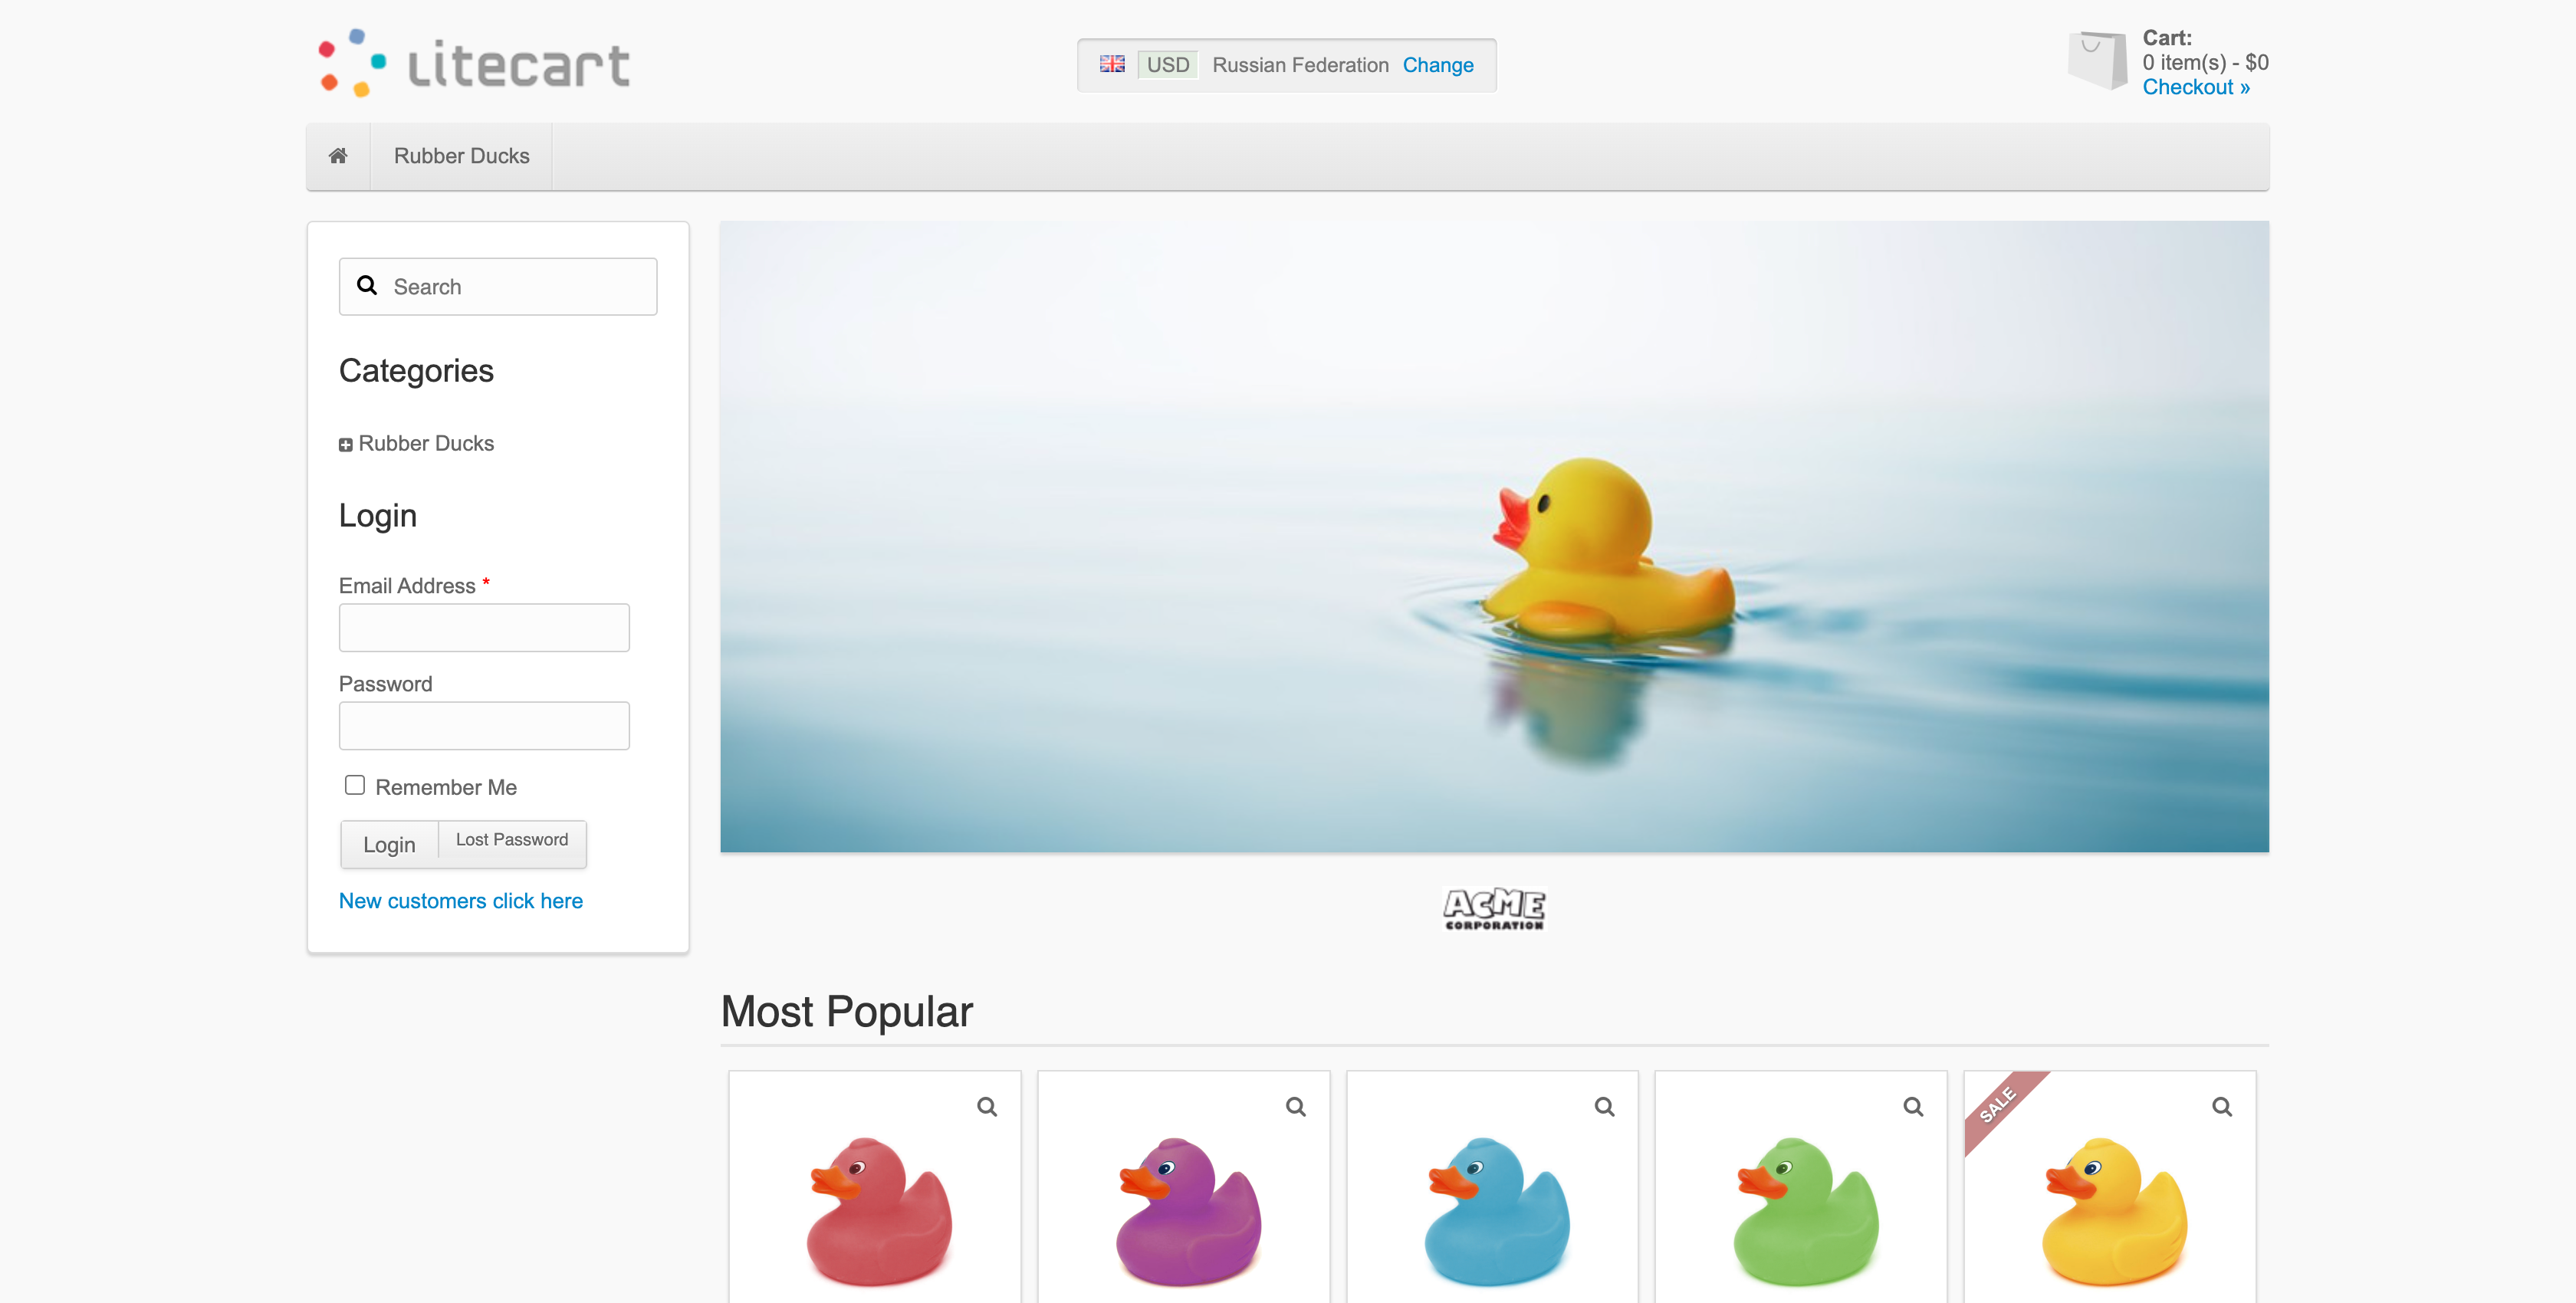 litecart
USD Russian Federation Change
Cart:
0 item(s) - $0
Checkout »
Rubber Ducks
Search
Categories
Rubber Ducks
Login
Email Address *
Password
Remember Me
Login Lost Password
New customers click here
ACME
CORPORATION
Most Popular
SALE